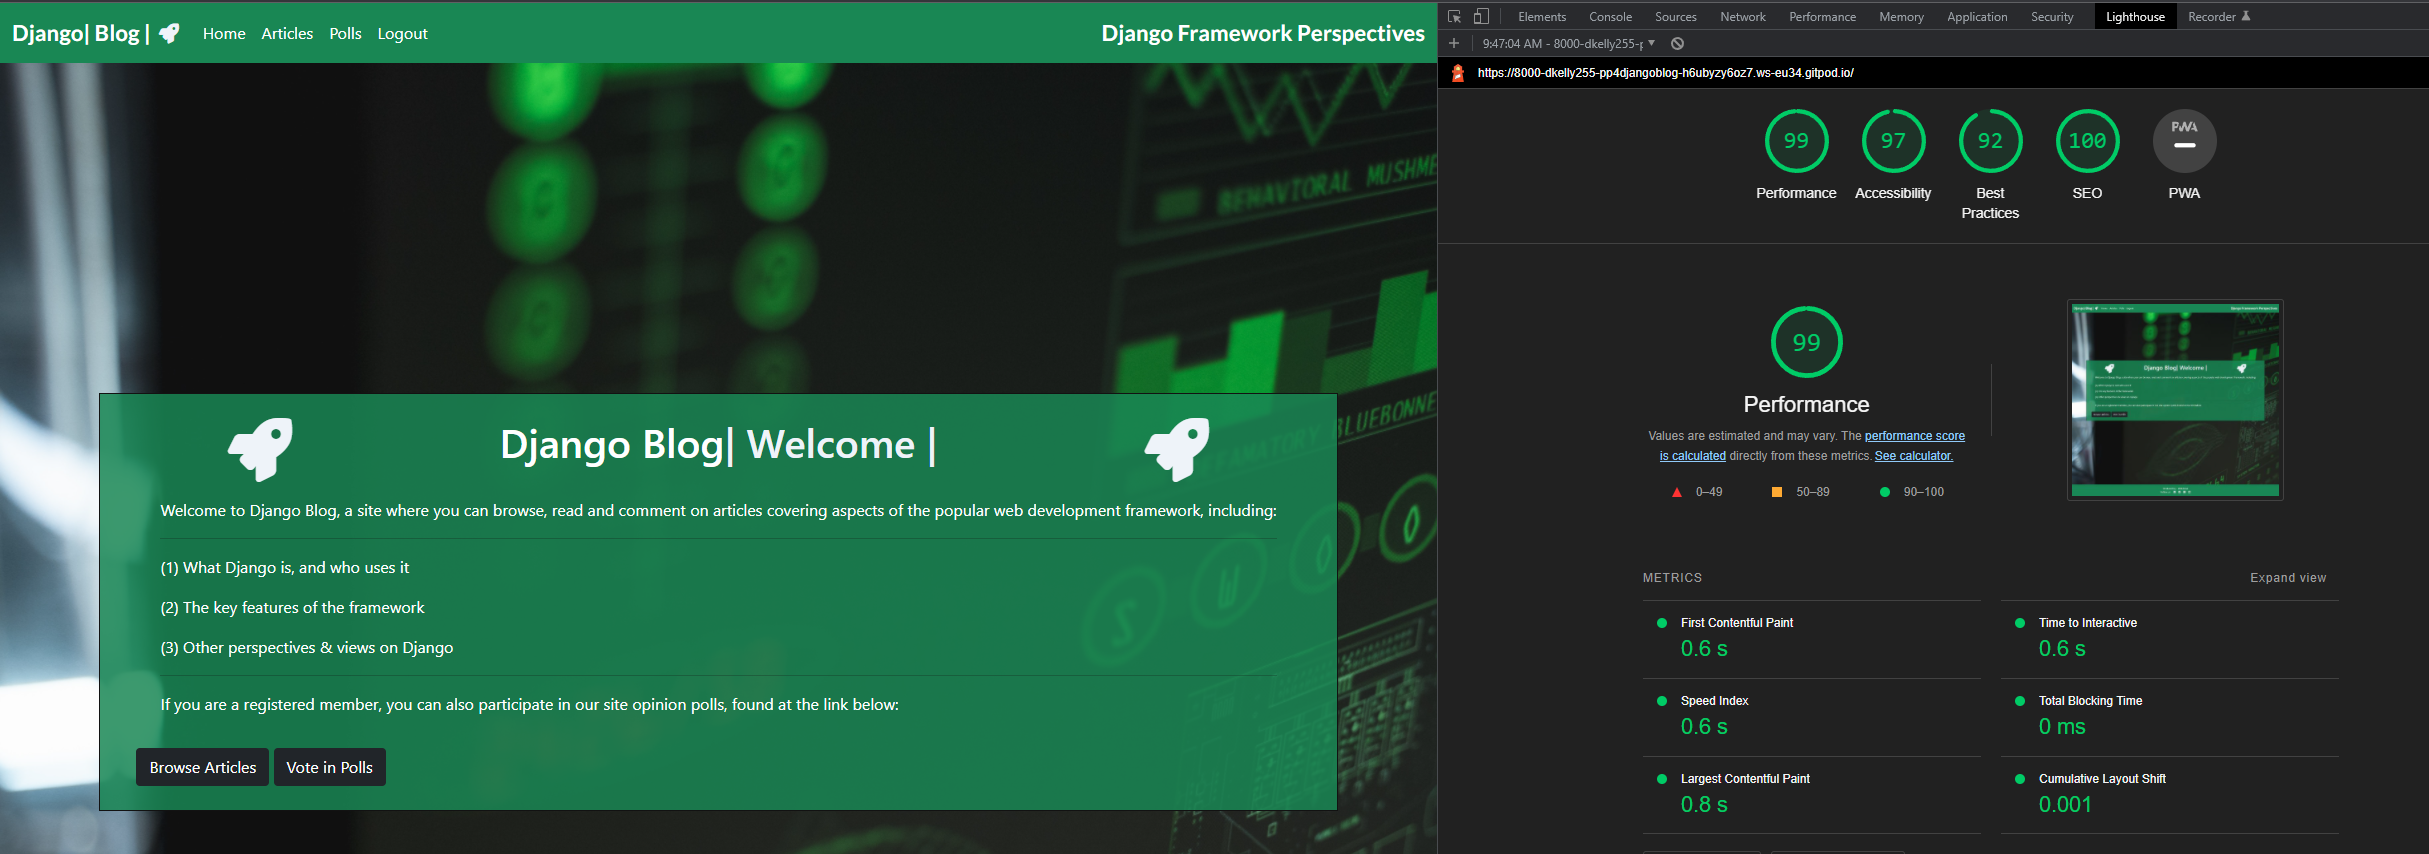 Django| Blog | Home Articles Polls Logout
Django Framework Perspectives
BEHAVIORAL MUSHME
BLUEBONNE
S W O O
Django Blog| Welcome |
Welcome to Django Blog, a site where you can browse, read and comment on articles covering aspects of the popular web development framework, including:
(1) What Django is, and who uses it
(2) The key features of the framework
(3) Other perspectives & views on Django
If you are a registered member, you can also participate in our site opinion polls, found at the link below:
Browse Articles Vote in Polls
Elements Console Sources Network Performance Memory Application Security Lighthouse Recorder
9:47:04 AM - 8000-dkelly255-p
https://8000-dkelly255-pp4djangoblog-h6ubyzy6oz7.ws-eu34.gitpod.io/
99 97 92 100 PWA
Performance Accessibility Best Practices SEO PWA
99
Performance
Values are estimated and may vary. The performance score
is calculated directly from these metrics. See calculator.
0–49 50–89 90–100
Django Blog| Welcome |
METRICS
Expand view
First Contentful Paint
0.6 s
Time to Interactive
0.6 s
Speed Index
0.6 s
Total Blocking Time
0 ms
Largest Contentful Paint
0.8 s
Cumulative Layout Shift
0.001